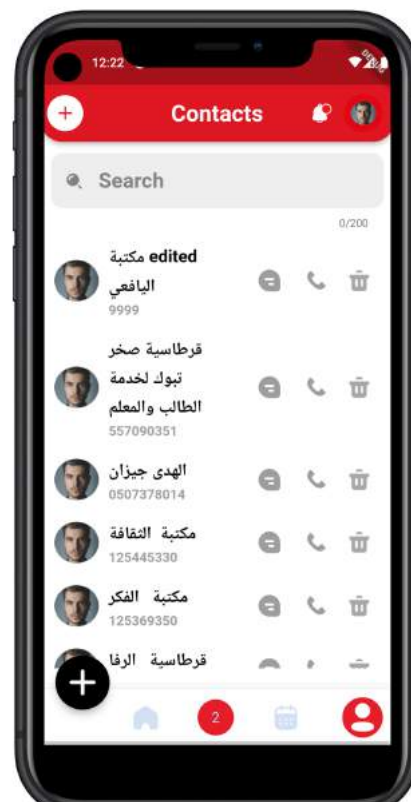 12:22
Contacts
Search
0/200
edited مكتبة
اليافعي
9999
قرطاسية صخر
تبوك لخدمة
الطالب والمعلم
557090351
الهدى جيزان
0507378014
مكتبة الثقافة
125445330
مكتبة الفكر
125369350
قرطاسية الرفا
2